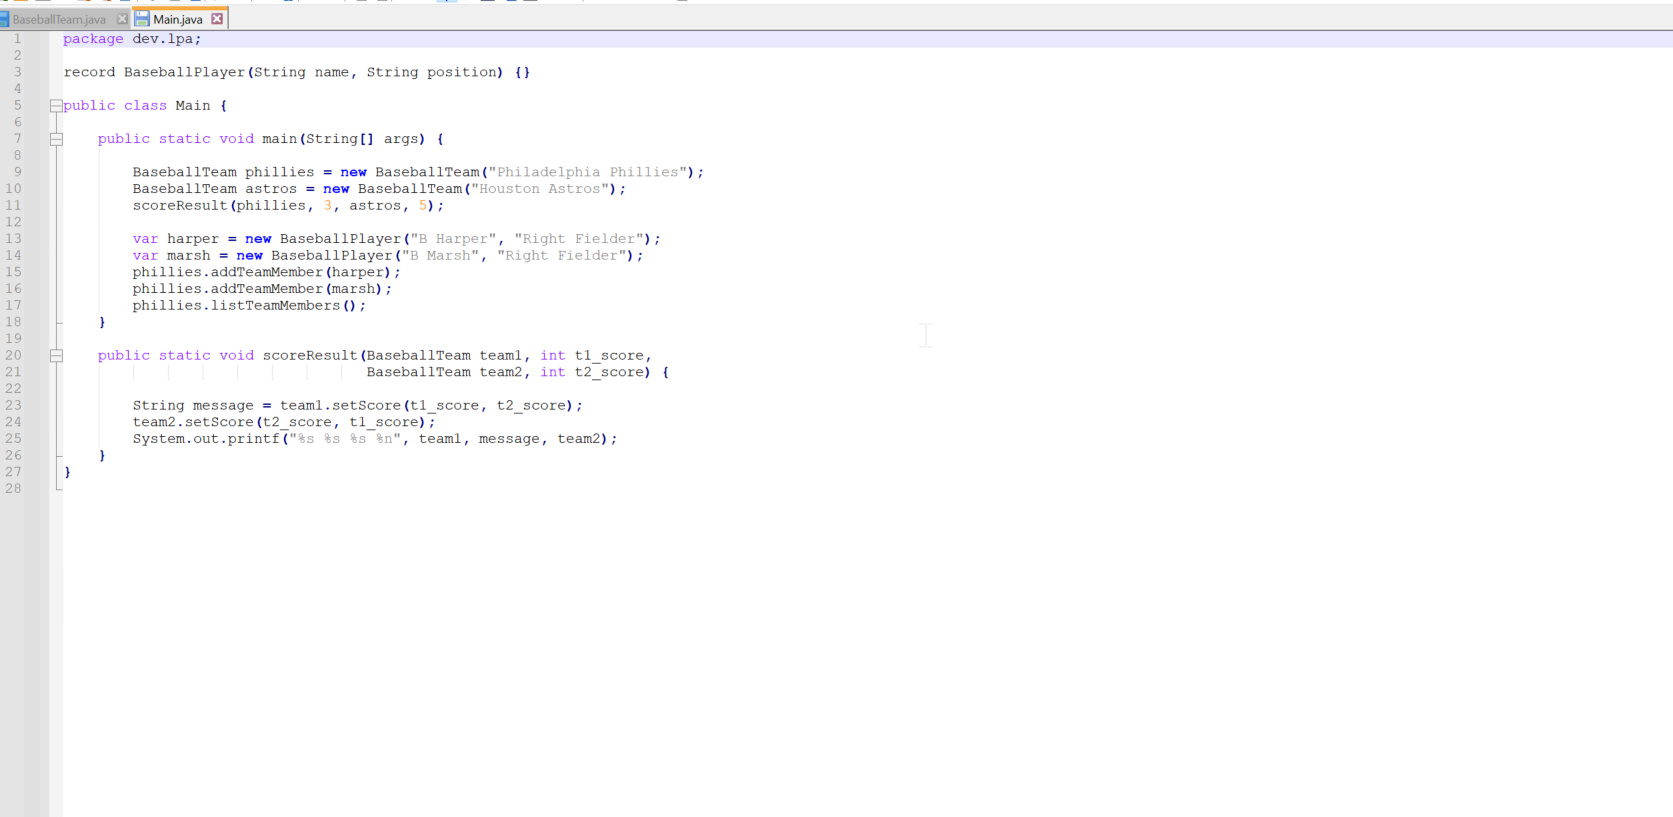 BaseballTeam.java Main.java
1 package dev.lpa;
2
3 record BaseballPlayer(String name, String position) {}
4
5 public class Main {
6
7     public static void main(String[] args) {
8
9         BaseballTeam phillies = new BaseballTeam("Philadelphia Phillies");
10         BaseballTeam astros = new BaseballTeam("Houston Astros");
11         scoreResult(phillies, 3, astros, 5);
12
13         var harper = new BaseballPlayer("B Harper", "Right Fielder");
14         var marsh = new BaseballPlayer("B Marsh", "Right Fielder");
15         phillies.addTeamMember(harper);
16         phillies.addTeamMember(marsh);
17         phillies.listTeamMembers();
18     }
19
20     public static void scoreResult(BaseballTeam team1, int t1_score,
21                                    BaseballTeam team2, int t2_score) {
22
23         String message = team1.setScore(t1_score, t2_score);
24         team2.setScore(t2_score, t1_score);
25         System.out.printf("%s %s %s %n", team1, message, team2);
26     }
27 }
28